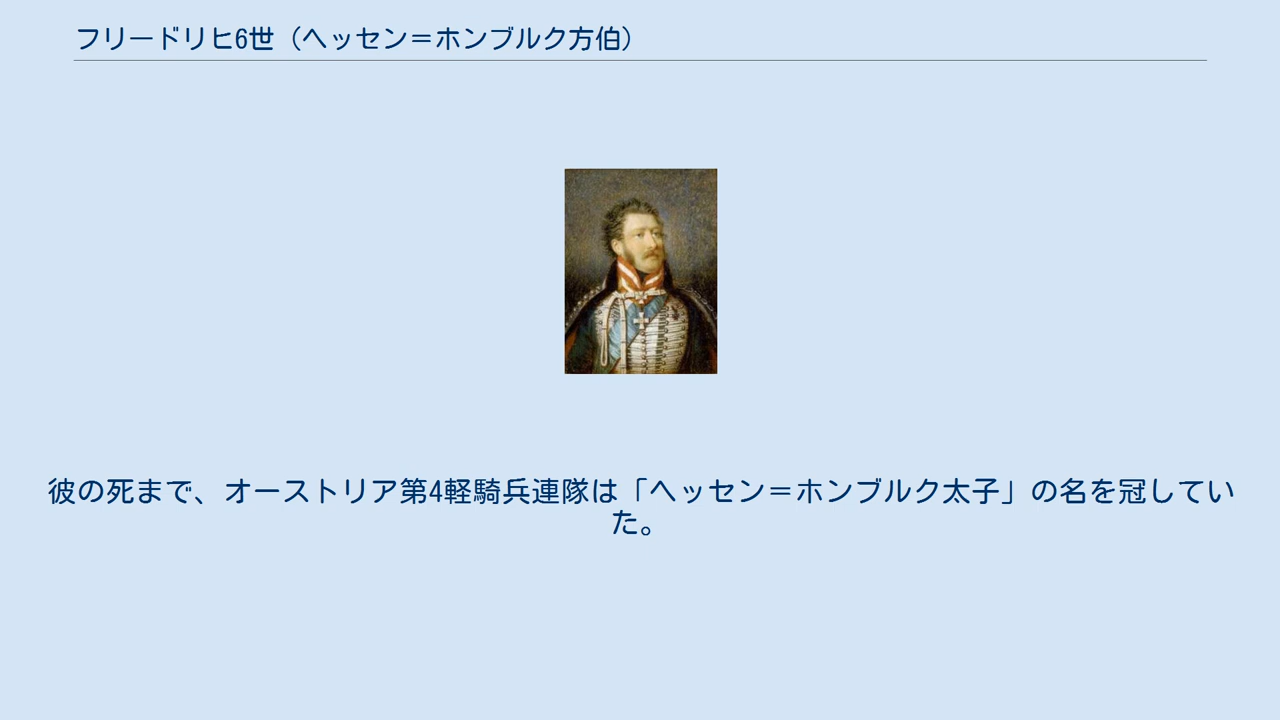 フリードリヒ6世（ヘッセン＝ホンブルク方伯）
彼の死まで、オーストリア第4軽騎兵連隊は「ヘッセン＝ホンブルク太子」の名を冠してい
た。